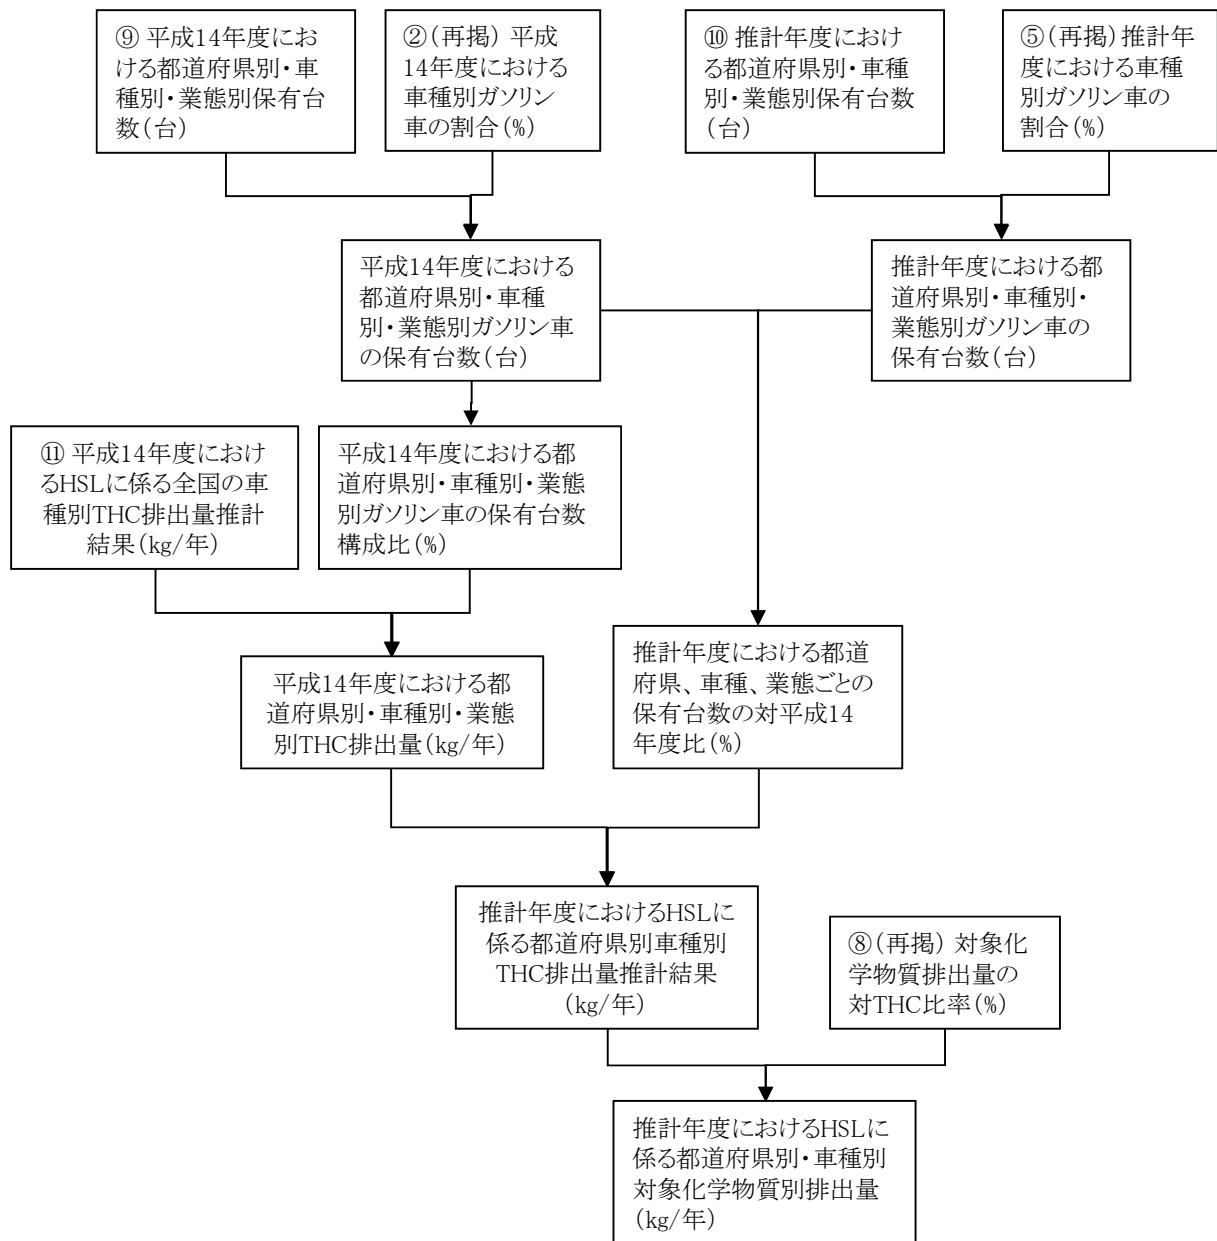 ⑨ 平成14年度にお
ける都道府県別・車
種別・業態別保有台
数(台)
②(再掲) 平成
14年度における
車種別ガソリン
車の割合(%)
⑩ 推計年度におけ
る都道府県別・車種
別・業態別保有台数
(台)
⑤(再掲)推計年
度における車種
別ガソリン車の
割合(%)
平成14年度における
都道府県別・車種
別・業態別ガソリン車
の保有台数(台)
推計年度における都
道府県別・車種別・
業態別ガソリン車の
保有台数(台)
⑪ 平成14年度におけ
るHSLに係る全国の車
種別THC排出量推計
結果(kg/年)
平成14年度における都
道府県別・車種別・業態
別ガソリン車の保有台数
構成比(%)
平成14年度における都
道府県別・車種別・業態
別THC排出量(kg/年)
推計年度における都道
府県、車種、業態ごとの
保有台数の対平成14
年度比(%)
推計年度におけるHSLに
係る都道府県別車種別
THC排出量推計結果
(kg/年)
⑧(再掲) 対象化
学物質排出量の
対THC比率(%)
推計年度におけるHSLに
係る都道府県別・車種別
対象化学物質別排出量
(kg/年)